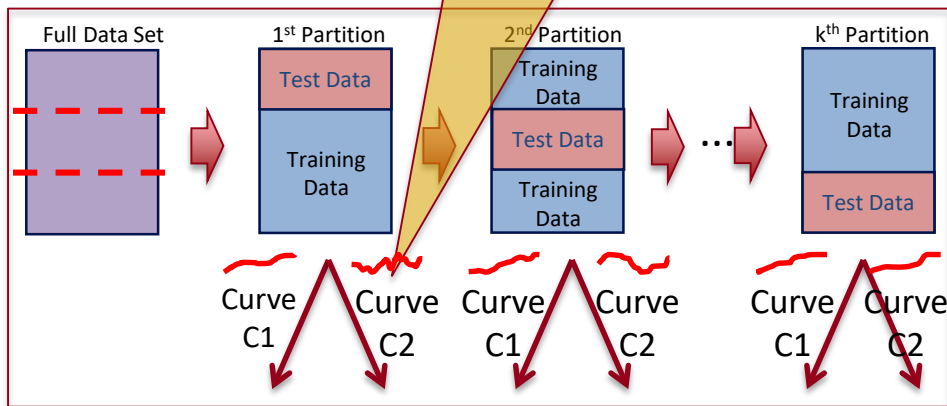 Full Data Set
1st Partition
2nd Partition
kth Partition
Test Data
Training
Data
Training
Data
Test Data
Training
Data
...
Training
Data
Test Data
Curve
C1
Curve
C2
Curve
C1
Curve
C2
Curve
C1
Curve
C2